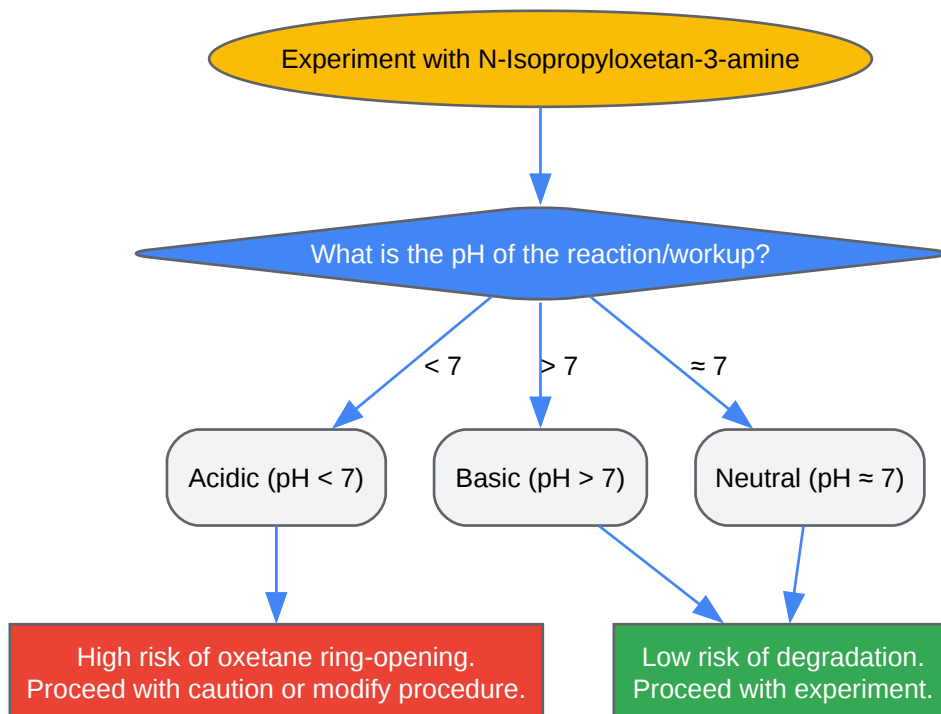 Experiment with N-Isopropyloxetan-3-amine
What is the pH of the reaction/workup?
< 7
> 7
≈ 7
Acidic (pH < 7)
Basic (pH > 7)
Neutral (pH ≈ 7)
High risk of oxetane ring-opening.
Proceed with caution or modify procedure.
Low risk of degradation.
Proceed with experiment.